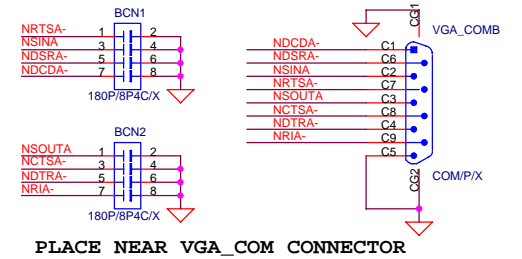 BCN1
NRTSA- 1 2
NSINA 3 4
NDSRA- 5 6
NDCDA- 7 8
180P/8P4C/X
BCN2
NSOUTA 1 2
NCTSA- 3 4
NDTRA- 5 6
NRIA- 7 8
180P/8P4C/X
CG1
VGA_COMB
NDCDA- C1
NDSRA- C6
NSINA C2
NRTSA- C7
NSOUTA C3
NCTSA- C8
NDTRA- C4
NRIA- C9
C5
CG2
COM/P/X
PLACE NEAR VGA_COM CONNECTOR